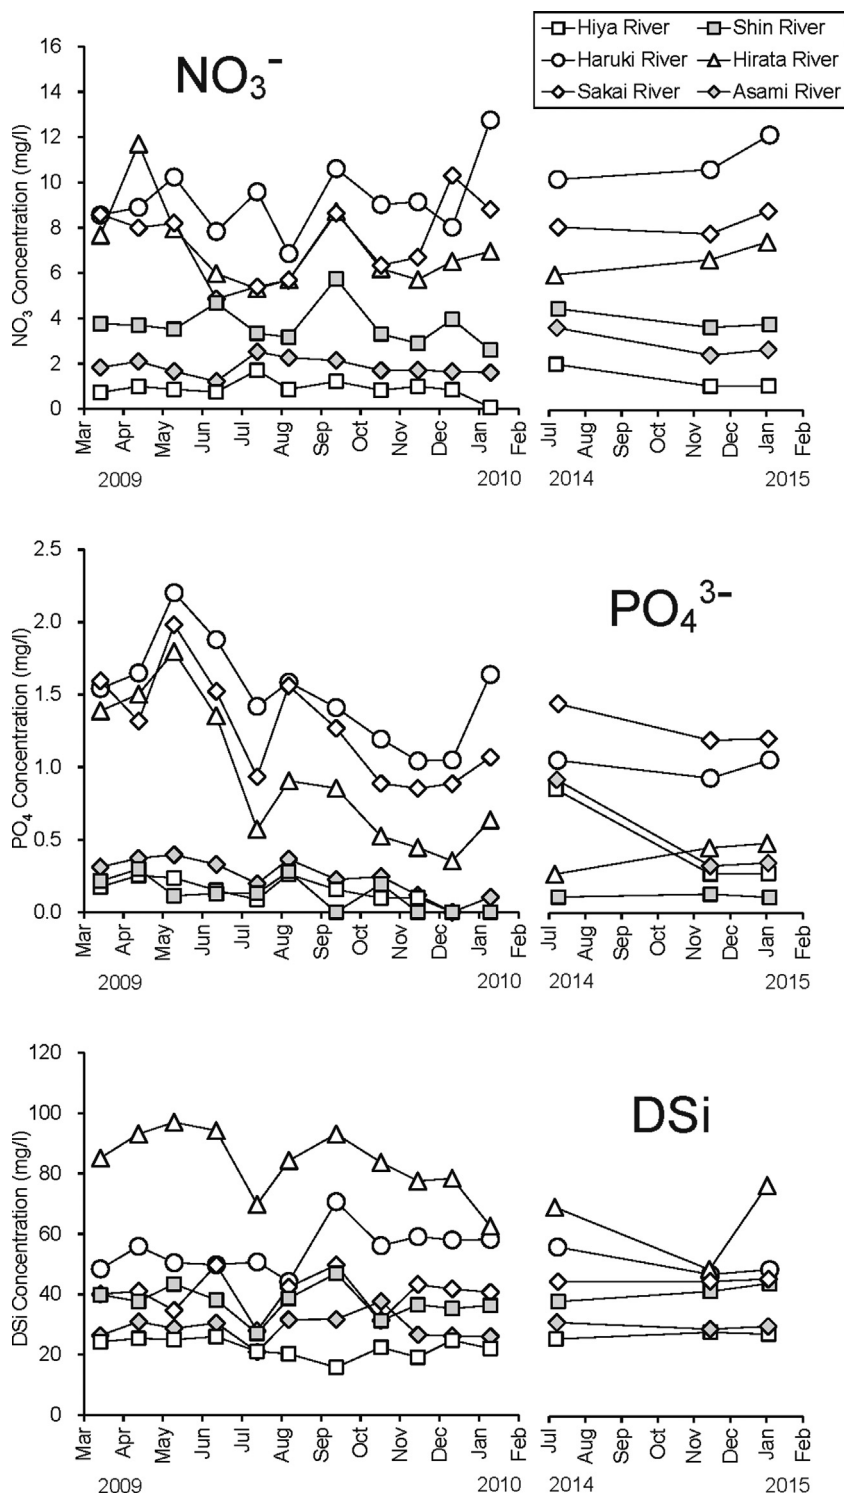 Hiya River Shin River
Haruki River Hirata River
Sakai River Asami River
NO₃⁻
NO₃ Concentration (mg/l)
16
14
12
10
8
6
4
2
0
Mar Apr May Jun Jul Aug Sep Oct Nov Dec Jan Feb
Jul Aug Sep Oct Nov Dec Jan Feb
2009 2010 2014 2015
PO₄³⁻
PO₄ Concentration (mg/l)
2.5
2.0
1.5
1.0
0.5
0.0
Mar Apr May Jun Jul Aug Sep Oct Nov Dec Jan Feb
Jul Aug Sep Oct Nov Dec Jan Feb
2009 2010 2014 2015
DSi
DSi Concentration (mg/l)
120
100
80
60
40
20
0
Mar Apr May Jun Jul Aug Sep Oct Nov Dec Jan Feb
Jul Aug Sep Oct Nov Dec Jan Feb
2009 2010 2014 2015